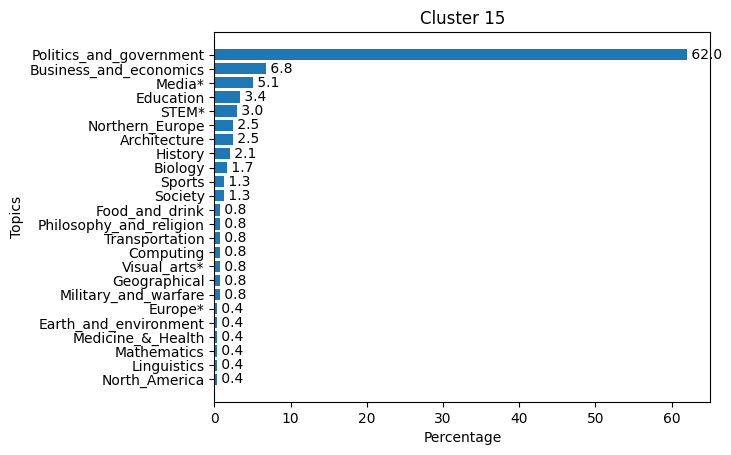 Cluster 15
Politics_and_government 62.0
Business_and_economics 6.8
Media* 5.1
Education 3.4
STEM* 3.0
Northern_Europe 2.5
Architecture 2.5
History 2.1
Biology 1.7
Sports 1.3
Society 1.3
Food_and_drink 0.8
Philosophy_and_religion 0.8
Transportation 0.8
Computing 0.8
Visual_arts* 0.8
Geographical 0.8
Military_and_warfare 0.8
Europe* 0.4
Earth_and_environment 0.4
Medicine_&_Health 0.4
Mathematics 0.4
Linguistics 0.4
North_America 0.4
Topics
0 10 20 30 40 50 60
Percentage